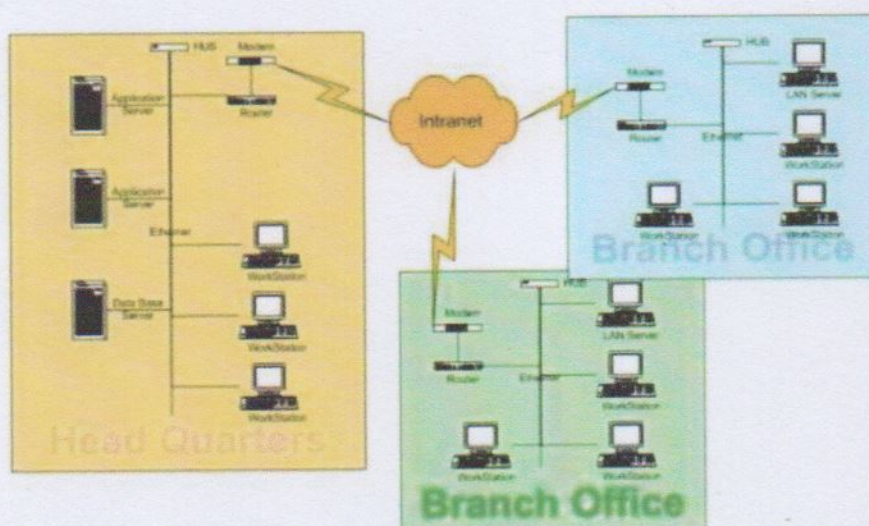 HUB
Modem
Application
Server
Router
Application
Server
Ethernet
WorkStation
Data Base
Server
WorkStation
WorkStation
Head Quarters
Intranet
HUB
Modem
LAN Server
Router
Ethernet
WorkStation
WorkStation
WorkStation
Branch Office
HUB
Modem
LAN Server
Router
Ethernet
WorkStation
WorkStation
WorkStation
Branch Office